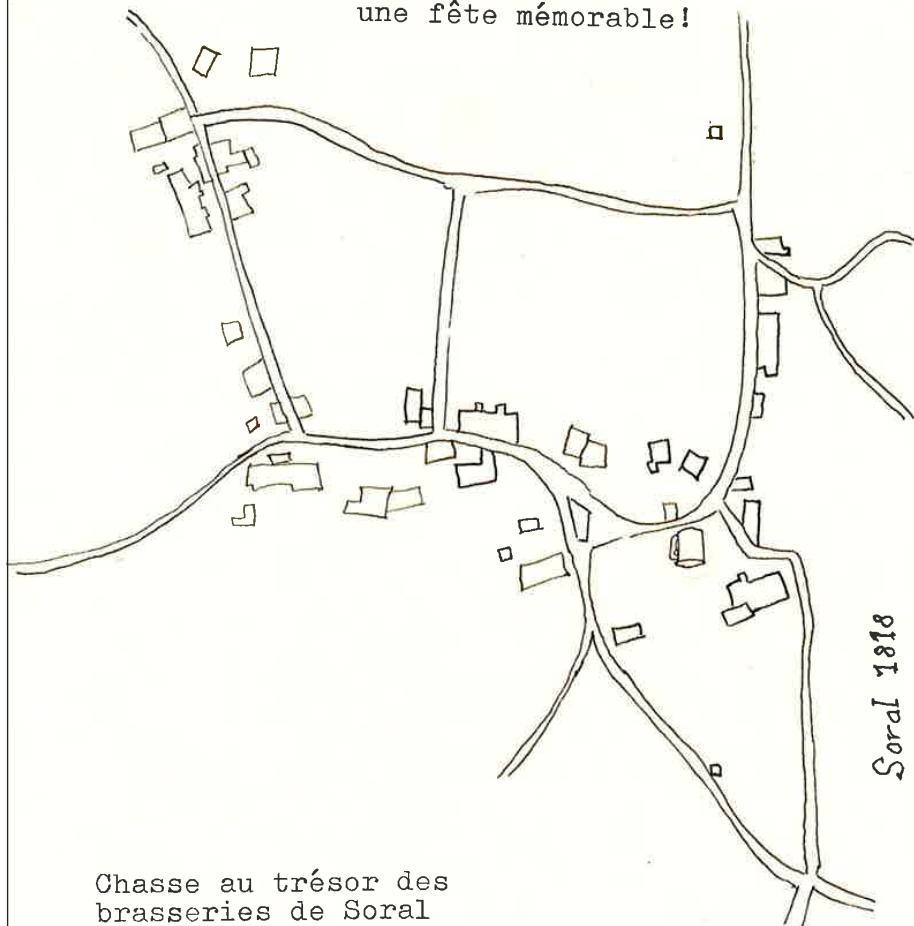 une fête mémorable!
Soral 1818
Chasse au trésor des
brasseries de Soral